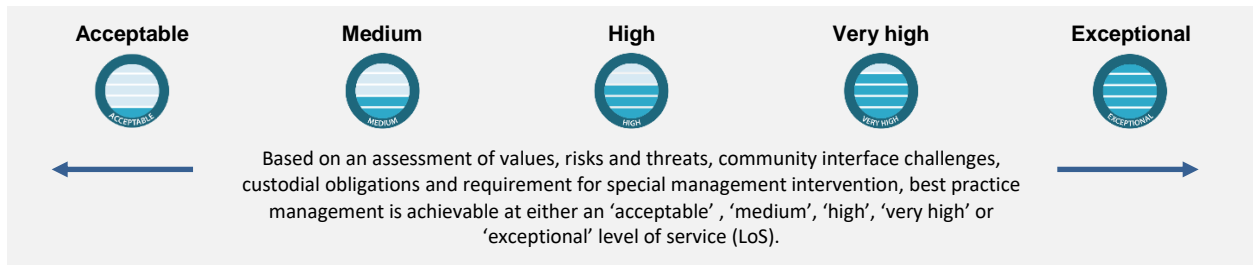 Acceptable Medium High Very high Exceptional
ACCEPTABLE MEDIUM HIGH VERY HIGH EXCEPTIONAL
Based on an assessment of values, risks and threats, community interface challenges,
custodial obligations and requirement for special management intervention, best practice
management is achievable at either an ‘acceptable’ , ‘medium’, ‘high’, ‘very high’ or
‘exceptional’ level of service (LoS).